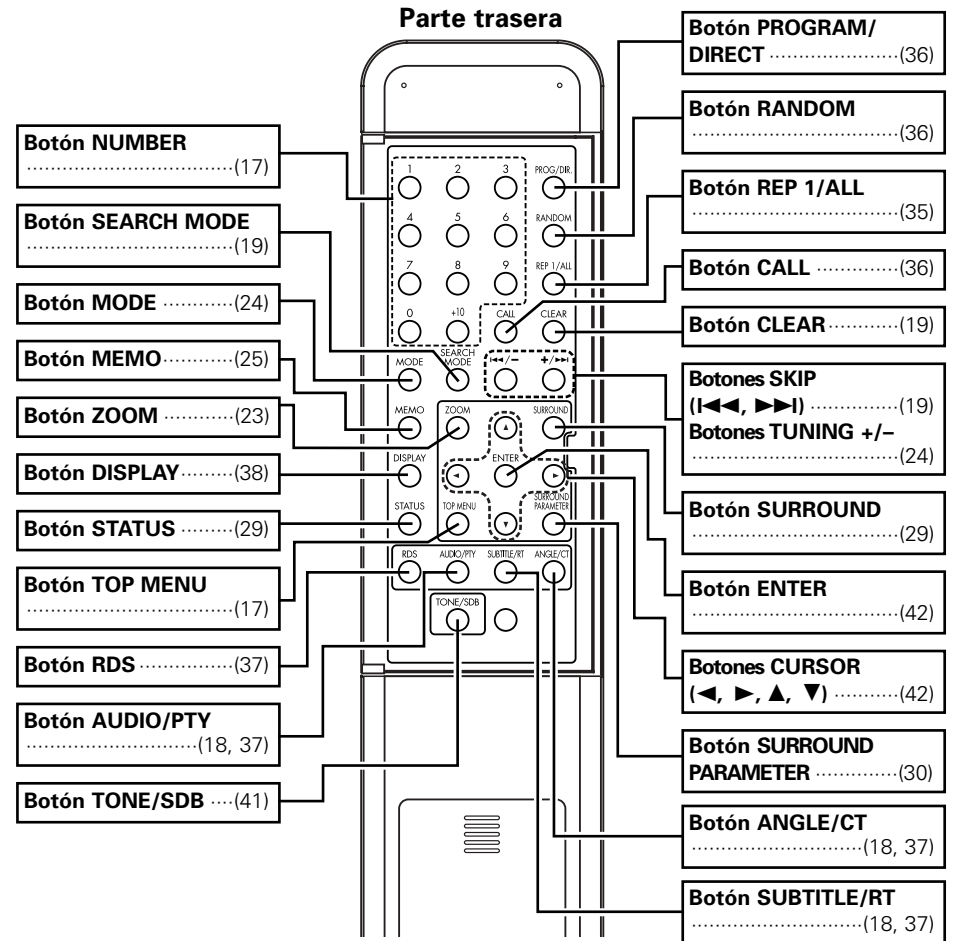 Parte trasera
Botón NUMBER
································(17)
Botón SEARCH MODE
································(19)
Botón MODE ···········(24)
Botón MEMO···········(25)
Botón ZOOM ···········(23)
Botón DISPLAY········(38)
Botón STATUS ········(29)
Botón TOP MENU
································(17)
Botón RDS ···············(37)
Botón AUDIO/PTY
···························(18, 37)
Botón TONE/SDB ····(41)
1 2 3 PROG/DIR.
4 5 6 RANDOM
7 8 9 REP 1/ALL
0 +10 CALL CLEAR
MODE SEARCH MODE I◄◄/− +/►►I
MEMO ZOOM ▲ SURROUND
DISPLAY ◄ ENTER ►
STATUS TOP MENU ▼ SURROUND PARAMETER
RDS AUDIO/PTY SUBTITLE/RT ANGLE/CT
TONE/SDB
Botón PROGRAM/
DIRECT ····················(36)
Botón RANDOM
································(36)
Botón REP 1/ALL
································(35)
Botón CALL ············(36)
Botón CLEAR···········(19)
Botones SKIP
(I◄◄, ►►I) ··············(19)
Botones TUNING +/−
································(24)
Botón SURROUND
································(29)
Botón ENTER
································(42)
Botones CURSOR
(◄, ►, ▲, ▼) ···········(42)
Botón SURROUND
PARAMETER ··············(30)
Botón ANGLE/CT
···························(18, 37)
Botón SUBTITLE/RT
···························(18, 37)